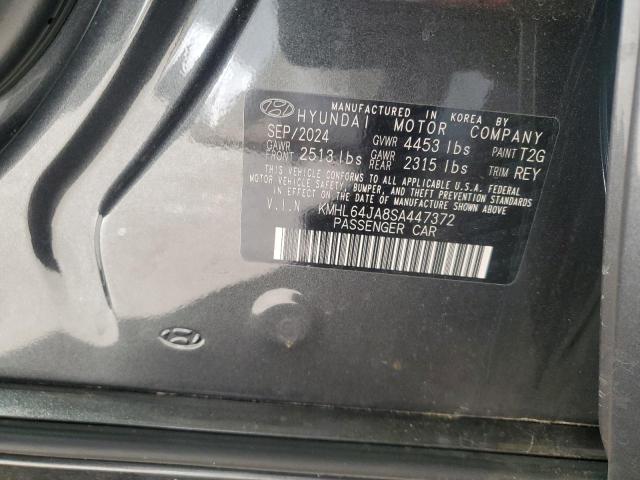 MANUFACTURED IN KOREA BY
HYUNDAI MOTOR COMPANY
SEP/2024 GVWR 4453 lbs PAINT T2G
GAWR FRONT 2513 lbs GAWR REAR 2315 lbs TRIM REY
THIS VEHICLE CONFORMS TO ALL APPLICABLE U.S.A. FEDERAL
MOTOR VEHICLE SAFETY, BUMPER, AND THEFT PREVENTION STANDARDS
IN EFFECT ON THE DATE OF MANUFACTURE SHOWN ABOVE.
V.I.N KMHL64JA8SA447372
PASSENGER CAR